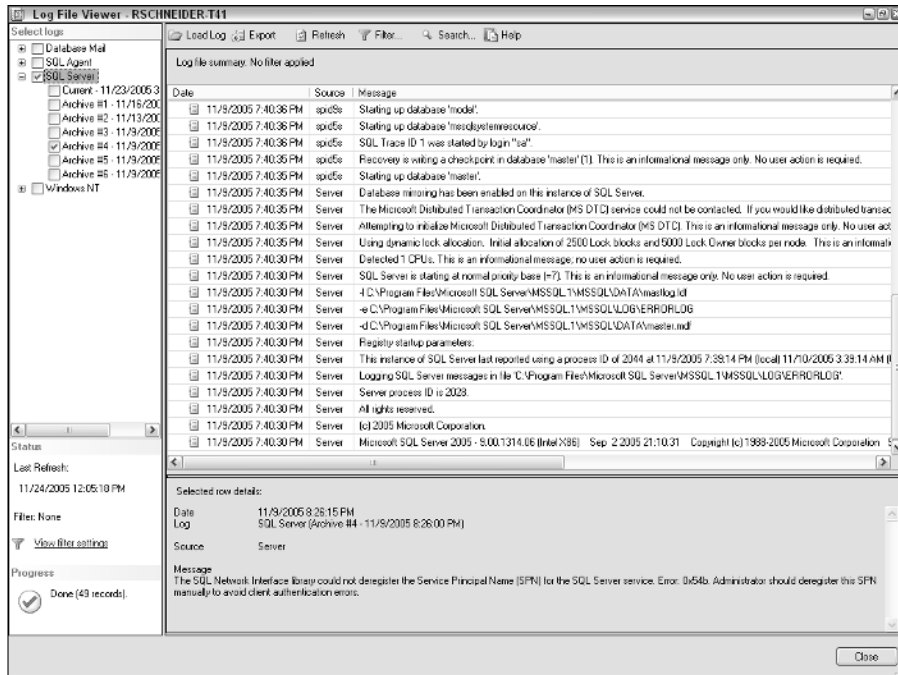 Log File Viewer - RSCHNEIDER-T41
Select logs
Load Log Export Refresh Filter... Search... Help
Database Mail
SQL Agent
SQL Server
Current - 11/23/2005 3
Archive #1 - 11/16/200
Archive #2 - 11/13/200
Archive #3 - 11/9/2005
Archive #4 - 11/9/2005
Archive #5 - 11/9/2005
Archive #6 - 11/9/2005
Windows NT
Log file summary: No filter applied
Date Source Message
11/9/2005 7:40:36 PM spid9s Starting up database 'model'.
11/9/2005 7:40:36 PM spid5s Starting up database 'mssqlsystemresource'.
11/9/2005 7:40:36 PM spid5s SQL Trace ID 1 was started by login "sa".
11/9/2005 7:40:35 PM spid5s Recovery is writing a checkpoint in database 'master' (1). This is an informational message only. No user action is required.
11/9/2005 7:40:35 PM spid5s Starting up database 'master'.
11/9/2005 7:40:35 PM Server Database mirroring has been enabled on this instance of SQL Server.
11/9/2005 7:40:35 PM Server The Microsoft Distributed Transaction Coordinator (MS DTC) service could not be contacted. If you would like distributed transac
11/9/2005 7:40:35 PM Server Attempting to initialize Microsoft Distributed Transaction Coordinator (MS DTC). This is an informational message only. No user act
11/9/2005 7:40:35 PM Server Using dynamic lock allocation. Initial allocation of 2500 Lock blocks and 5000 Lock Owner blocks per node. This is an informati
11/9/2005 7:40:30 PM Server Detected 1 CPUs. This is an informational message; no user action is required.
11/9/2005 7:40:30 PM Server SQL Server is starting at normal priority base (=7). This is an informational message only. No user action is required.
11/9/2005 7:40:30 PM Server -l C:\Program Files\Microsoft SQL Server\MSSQL.1\MSSQL\DATA\mastlog.ldf
11/9/2005 7:40:30 PM Server -e C:\Program Files\Microsoft SQL Server\MSSQL.1\MSSQL\LOG\ERRORLOG
11/9/2005 7:40:30 PM Server -d C:\Program Files\Microsoft SQL Server\MSSQL.1\MSSQL\DATA\master.mdf
11/9/2005 7:40:30 PM Server Registry startup parameters:
11/9/2005 7:40:30 PM Server This instance of SQL Server last reported using a process ID of 2044 at 11/9/2005 7:39:14 PM (local) 11/10/2005 3:39:14 AM (
11/9/2005 7:40:30 PM Server Logging SQL Server messages in file 'C:\Program Files\Microsoft SQL Server\MSSQL.1\MSSQL\LOG\ERRORLOG'.
11/9/2005 7:40:30 PM Server Server process ID is 2028.
11/9/2005 7:40:30 PM Server All rights reserved.
11/9/2005 7:40:30 PM Server (c) 2005 Microsoft Corporation.
11/9/2005 7:40:30 PM Server Microsoft SQL Server 2005 - 9.00.1314.06 (Intel X86) Sep 2 2005 21:10:31 Copyright (c) 1988-2005 Microsoft Corporation
Status
Last Refresh:
11/24/2005 12:05:18 PM
Filter: None
View filter settings
Progress
Done (49 records).
Selected row details:
Date 11/9/2005 8:26:15 PM
Log SQL Server (Archive #4 - 11/9/2005 8:26:00 PM)
Source Server
Message
The SQL Network Interface library could not deregister the Service Principal Name (SPN) for the SQL Server service. Error: 0x54b. Administrator should deregister this SPN
manually to avoid client authentication errors.
Close